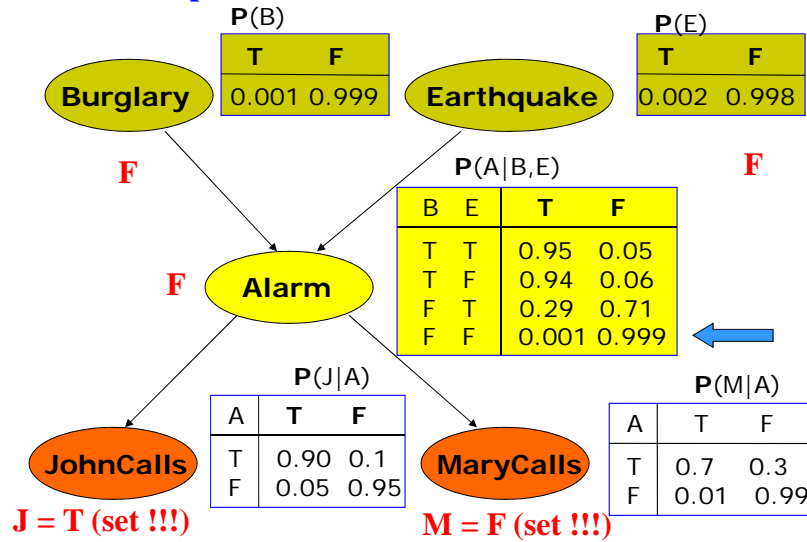 P(B)
T F
0.001 0.999
P(E)
T F
0.002 0.998
Burglary
Earthquake
F
F
P(A|B,E)
B E T F
T T 0.95 0.05
T F 0.94 0.06
F T 0.29 0.71
F F 0.001 0.999
F
Alarm
P(J|A)
A T F
T 0.90 0.1
F 0.05 0.95
P(M|A)
A T F
T 0.7 0.3
F 0.01 0.99
JohnCalls
MaryCalls
J = T (set !!!)
M = F (set !!!)